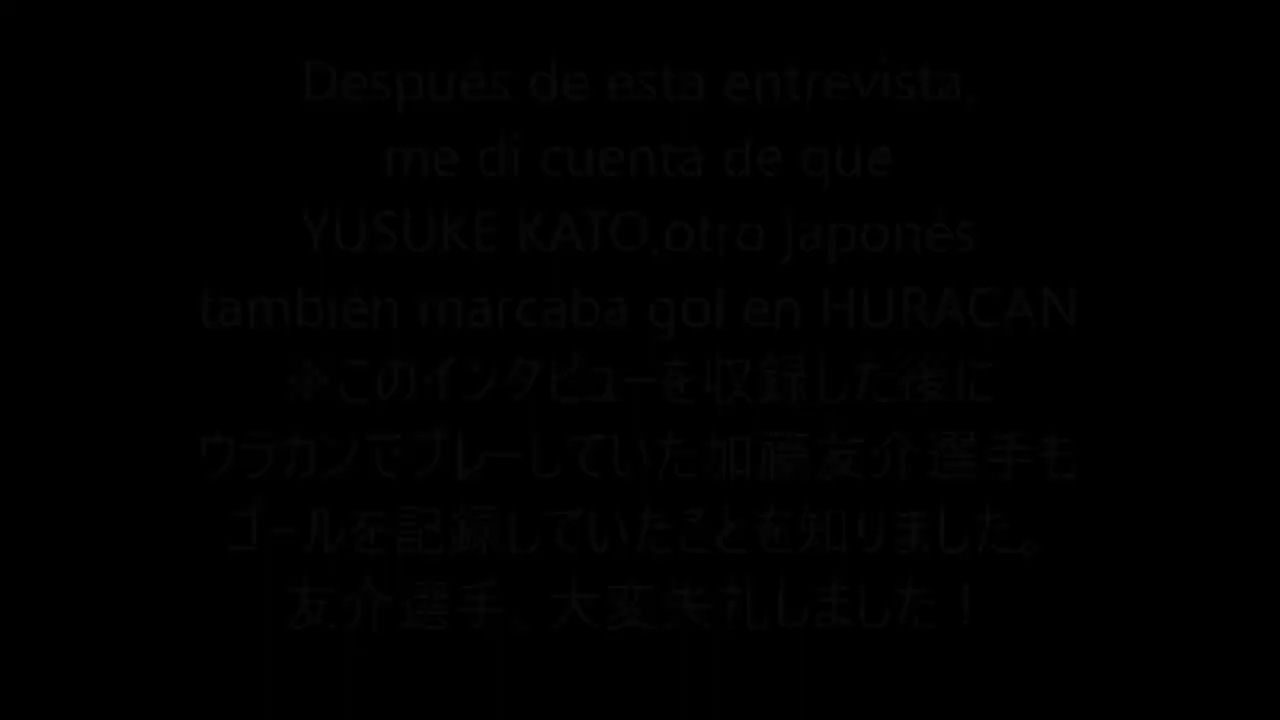 Después de esta entrevista,
me di cuenta de que
YUSUKE KATO,otro japonés
también marcaba gol en HURACAN
※このインタビューを収録した後に
ウラカンでプレーしていた加藤友介選手も
ゴールを記録していたことを知りました。
友介選手、大変失礼しました！